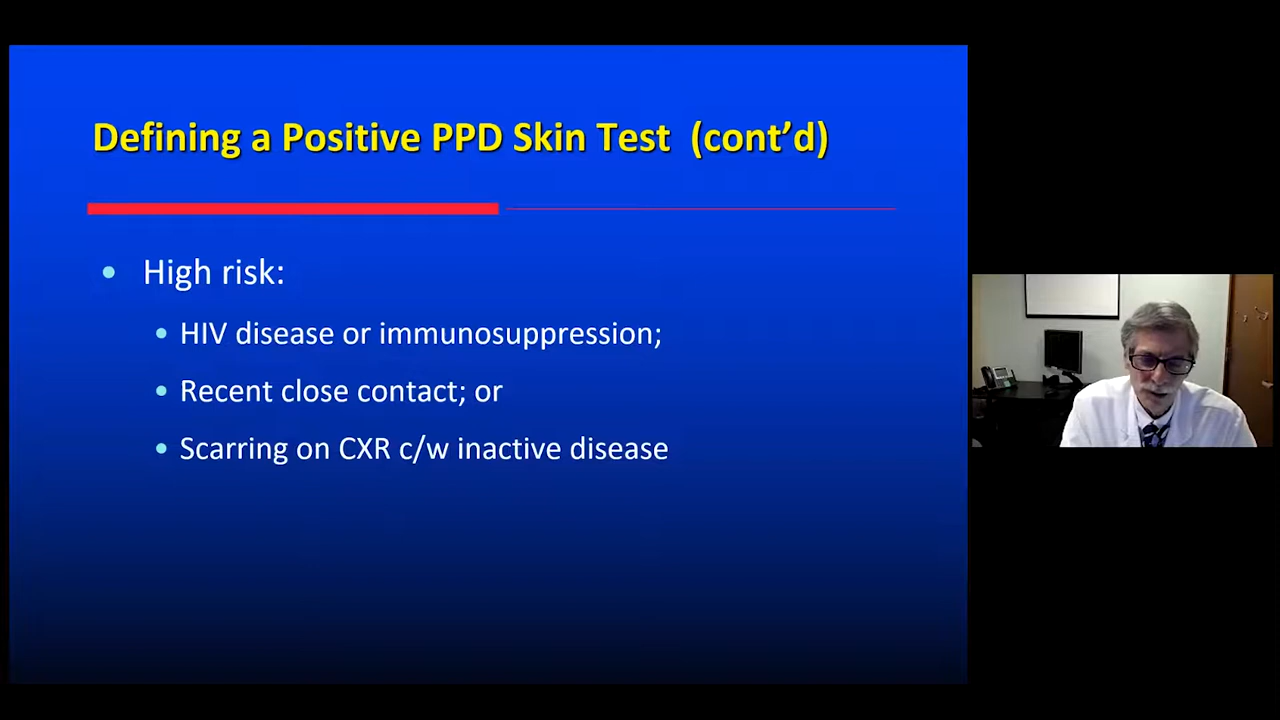 Defining a Positive PPD Skin Test (cont’d)
• High risk:
• HIV disease or immunosuppression;
• Recent close contact; or
• Scarring on CXR c/w inactive disease